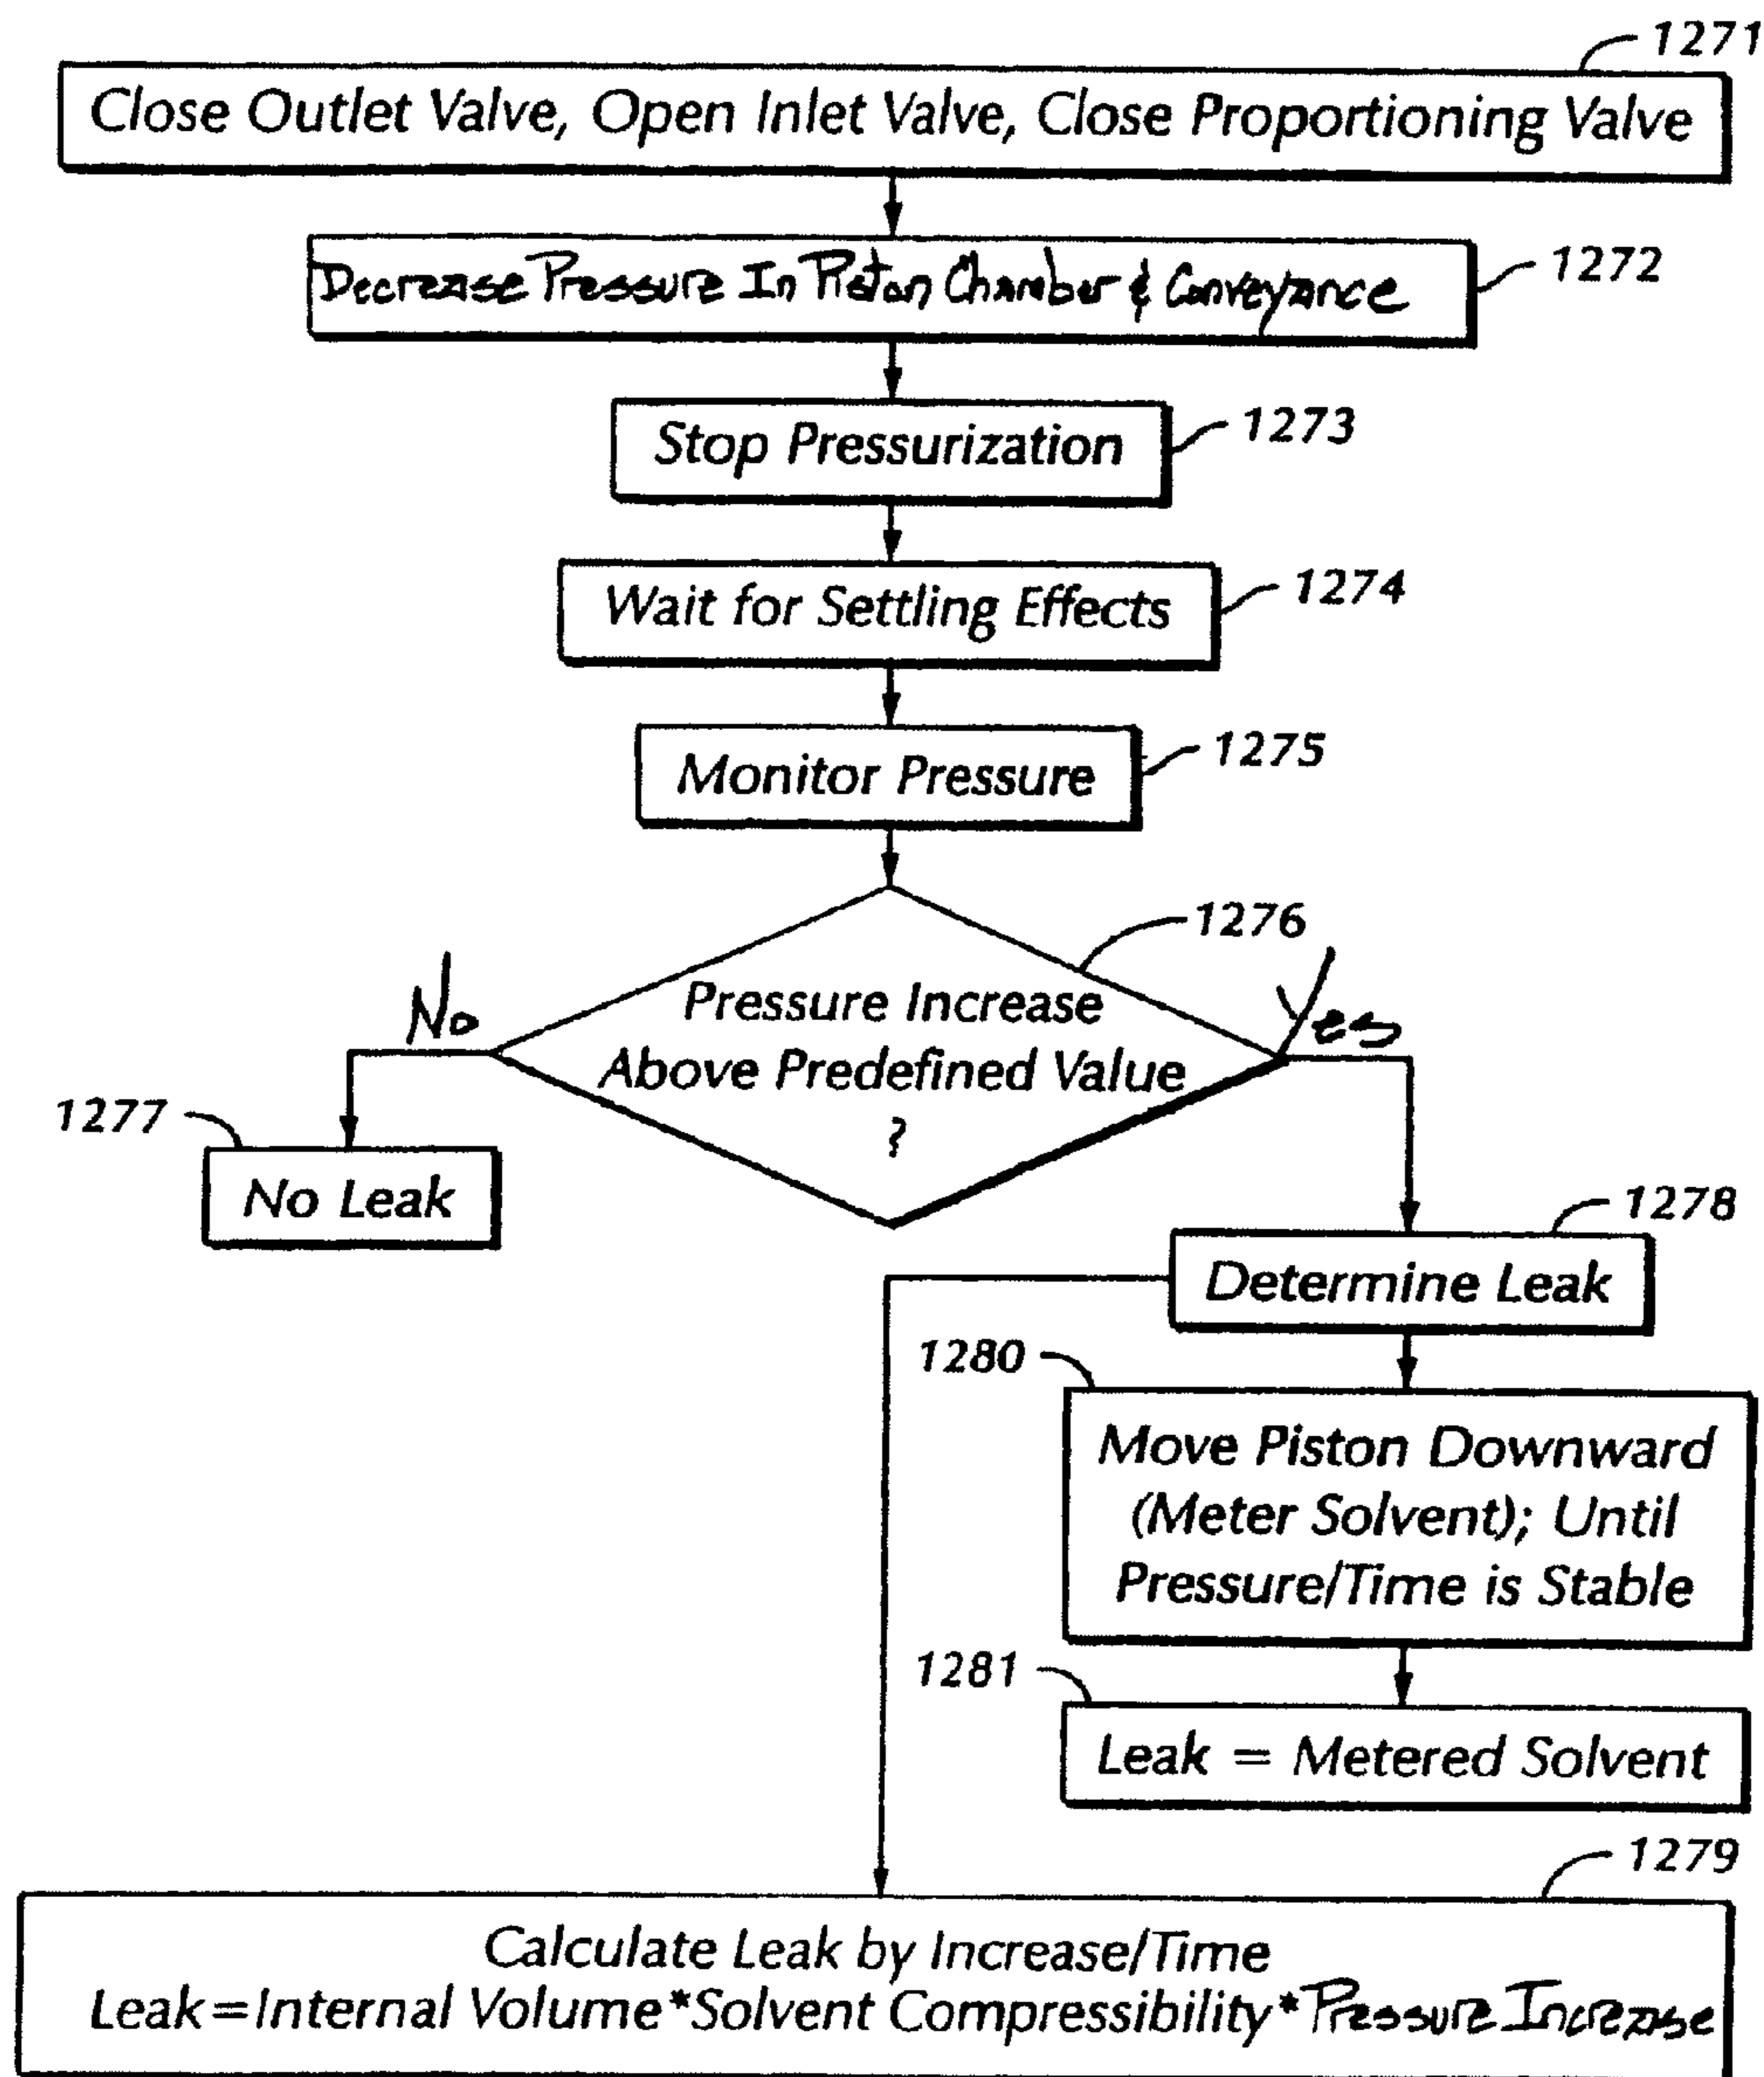 1271
Close Outlet Valve, Open Inlet Valve, Close Proportioning Valve
Decrease Pressure In Piston Chamber & Conveyance
1272
Stop Pressurization
1273
Wait for Settling Effects
1274
Monitor Pressure
1275
1276
Pressure Increase
Above Predefined Value
?
No
Yes
1277
No Leak
1278
Determine Leak
1280
Move Piston Downward
(Meter Solvent); Until
Pressure/Time is Stable
1281
Leak = Metered Solvent
1279
Calculate Leak by Increase/Time
Leak=Internal Volume*Solvent Compressibility*Pressure Increase